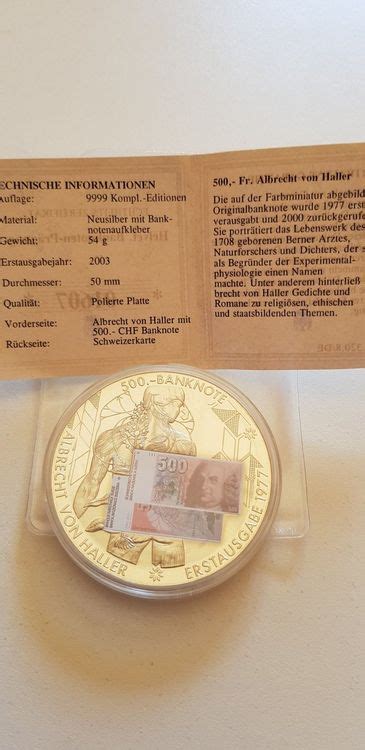 TECHNISCHE INFORMATIONEN
Auflage: 9999 Kompl.-Editionen
Material: Neusilber mit Bank-
notenaufkleber
Gewicht: 54 g
Erstausgabejahr: 2003
Durchmesser: 50 mm
Qualität: Polierte Platte
Vorderseite: Albrecht von Haller mit
500.- CHF Banknote
Rückseite: Schweizerkarte
500,- Fr. Albrecht von Haller
Die auf der Farbminiatur abgebild
Originalbanknote wurde 1977 erst
verausgabt und 2000 zurückgerufe
Sie porträtiert das Lebenswerk des
1708 geborenen Berner Arztes,
Naturforschers und Dichters, der s
als Begründer der Experimental-
physiologie einen Namen
machte. Unter anderem hinterließ
brecht von Haller Gedichte und
Romane zu religiösen, ethischen
und staatsbildenden Themen.
500.-BANKNOTE
ALBRECHT VON HALLER
ERSTAUSGABE 1977
500